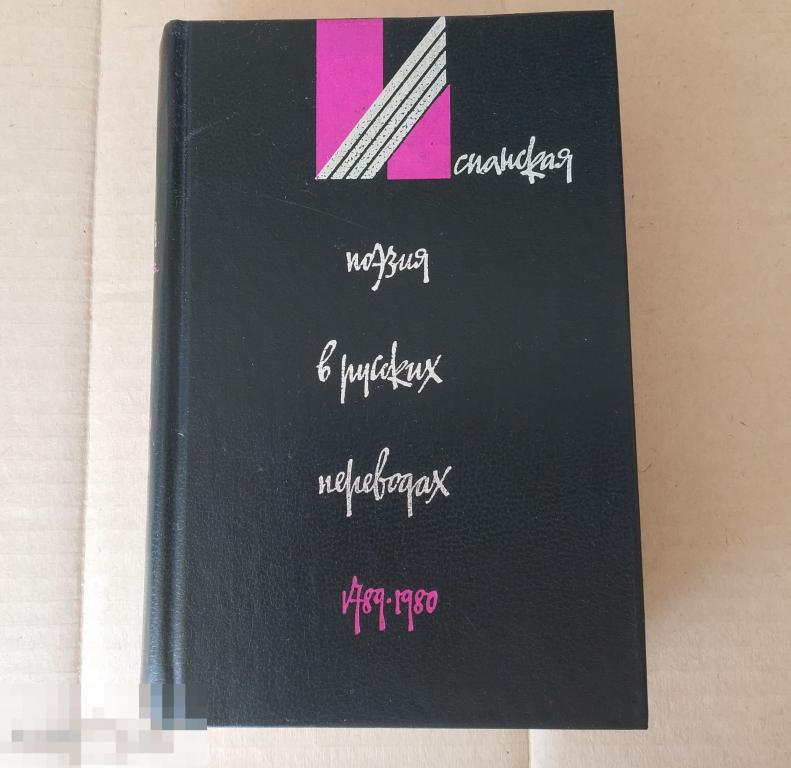 Испанская
поэзия
в русских
переводах
1789·1980